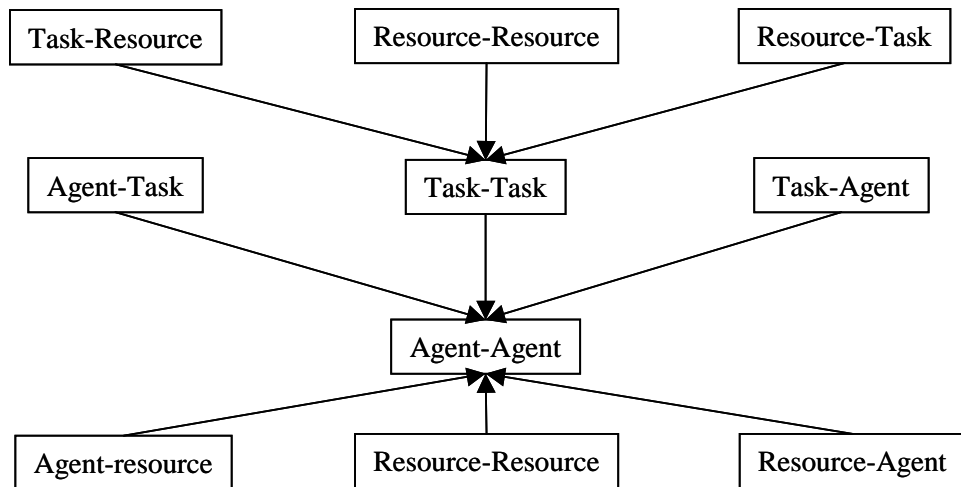 Task-Resource
Resource-Resource
Resource-Task
Agent-Task
Task-Task
Task-Agent
Agent-Agent
Agent-resource
Resource-Resource
Resource-Agent